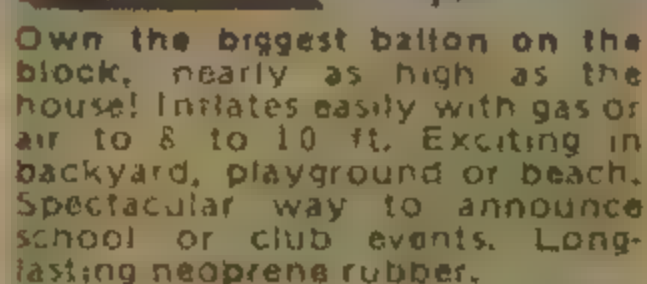 Own the biggest ballon on the
block, nearly as high as the
house! Inflates easily with gas or
air to 8 to 10 ft. Exciting in
backyard, playground or beach.
Spectacular way to announce
school or club events. Long-
lasting neoprene rubber.